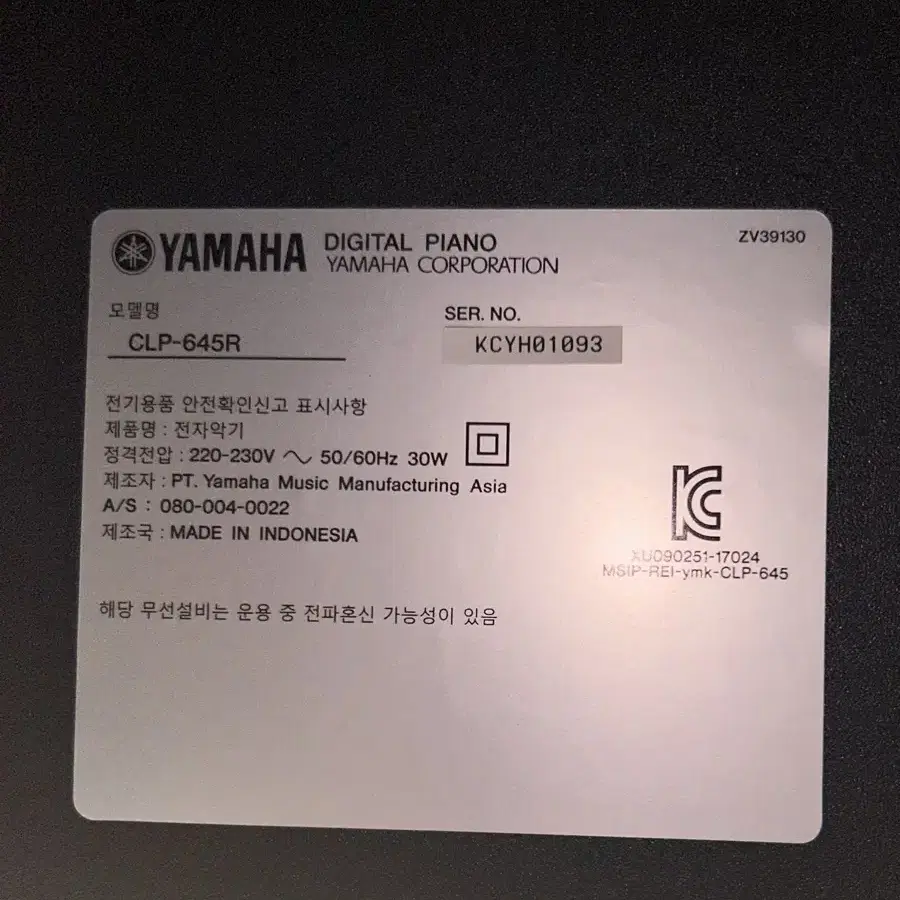 YAMAHA DIGITAL PIANO
YAMAHA CORPORATION
ZV39130
모델명
CLP-645R
SER. NO.
KCYH01093
전기용품 안전확인신고 표시사항
제품명 : 전자악기
정격전압 : 220-230V ～ 50/60Hz 30W
제조자 : PT. Yamaha Music Manufacturing Asia
A/S : 080-004-0022
제조국 : MADE IN INDONESIA
XU090251-17024
MSIP-REI-ymk-CLP-645
해당 무선설비는 운용 중 전파혼신 가능성이 있음